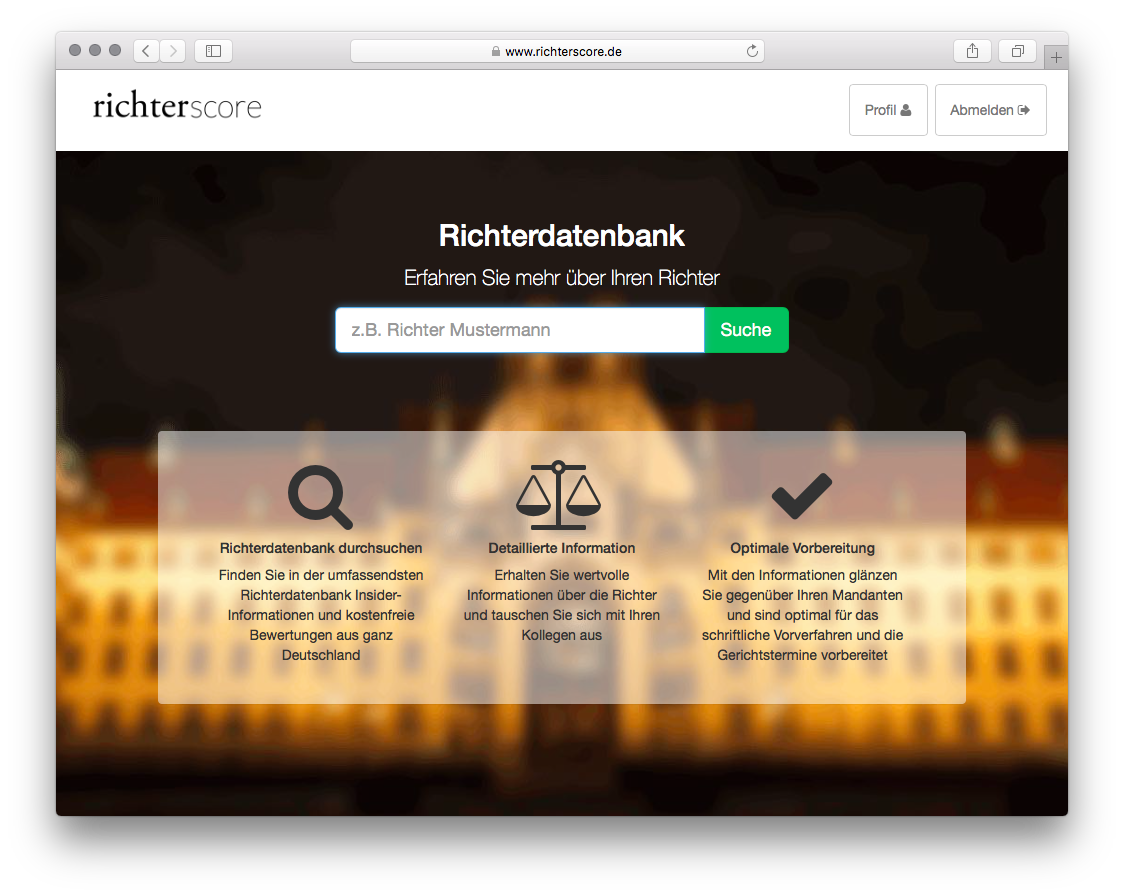 www.richterscore.de
richterscore
Profil
Abmelden
Richterdatenbank
Erfahren Sie mehr über Ihren Richter
z.B. Richter Mustermann
Suche
Richterdatenbank durchsuchen
Finden Sie in der umfassendsten
Richterdatenbank Insider-
Informationen und kostenfreie
Bewertungen aus ganz
Deutschland
Detaillierte Information
Erhalten Sie wertvolle
Informationen über die Richter
und tauschen Sie sich mit Ihren
Kollegen aus
Optimale Vorbereitung
Mit den Informationen glänzen
Sie gegenüber Ihren Mandanten
und sind optimal für das
schriftliche Vorverfahren und die
Gerichtstermine vorbereitet